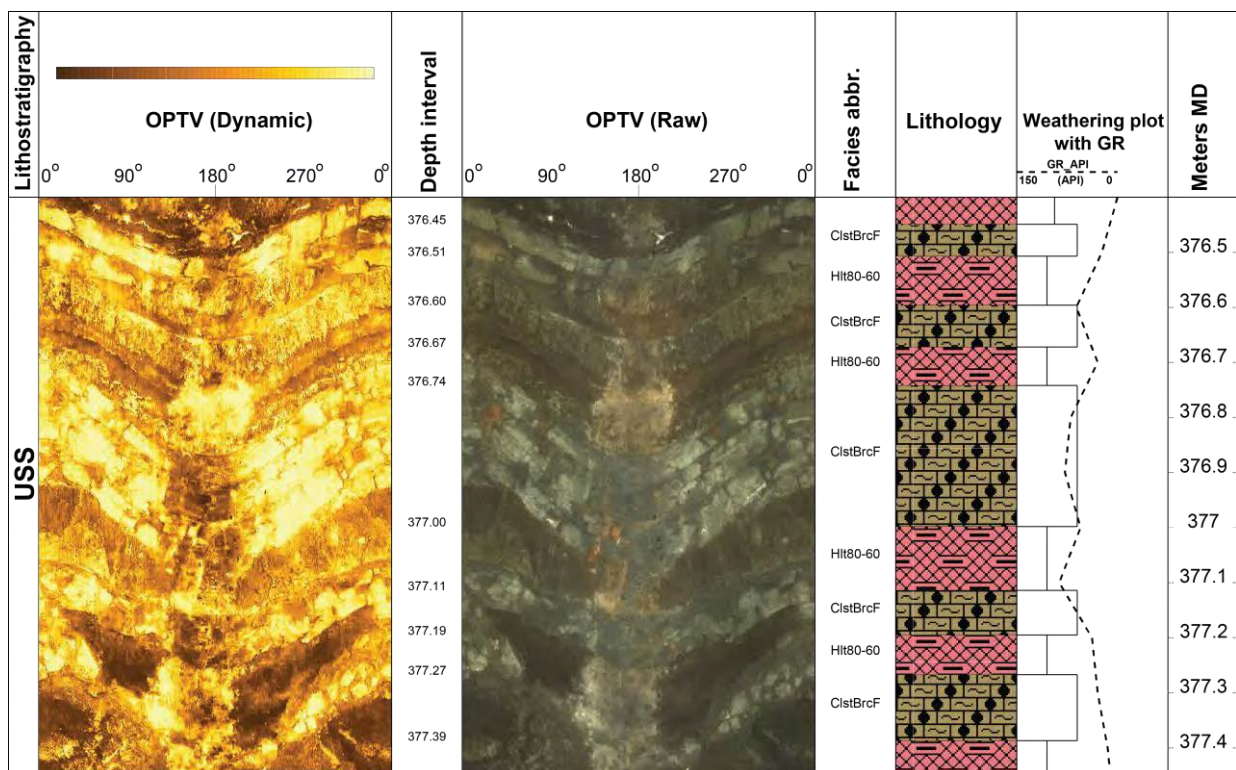 Lithostratigraphy
OPTV (Dynamic)
0° 90° 180° 270° 0°
Depth interval
OPTV (Raw)
0° 90° 180° 270° 0°
Facies abbr.
Lithology
Weathering plot
with GR
GR_API
150 (API) 0
Meters MD
USS
376.45
376.51
376.60
376.67
376.74
377.00
377.11
377.19
377.27
377.39
ClstBrcF
Hlt80-60
ClstBrcF
Hlt80-60
ClstBrcF
Hlt80-60
ClstBrcF
Hlt80-60
ClstBrcF
376.5
376.6
376.7
376.8
376.9
377
377.1
377.2
377.3
377.4